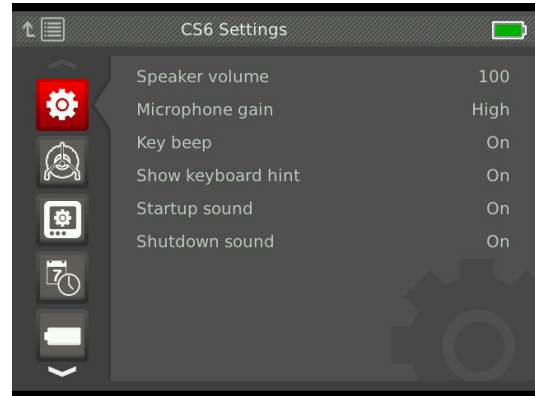 CS6 Settings
Speaker volume 100
Microphone gain High
Key beep On
Show keyboard hint On
Startup sound On
Shutdown sound On
7